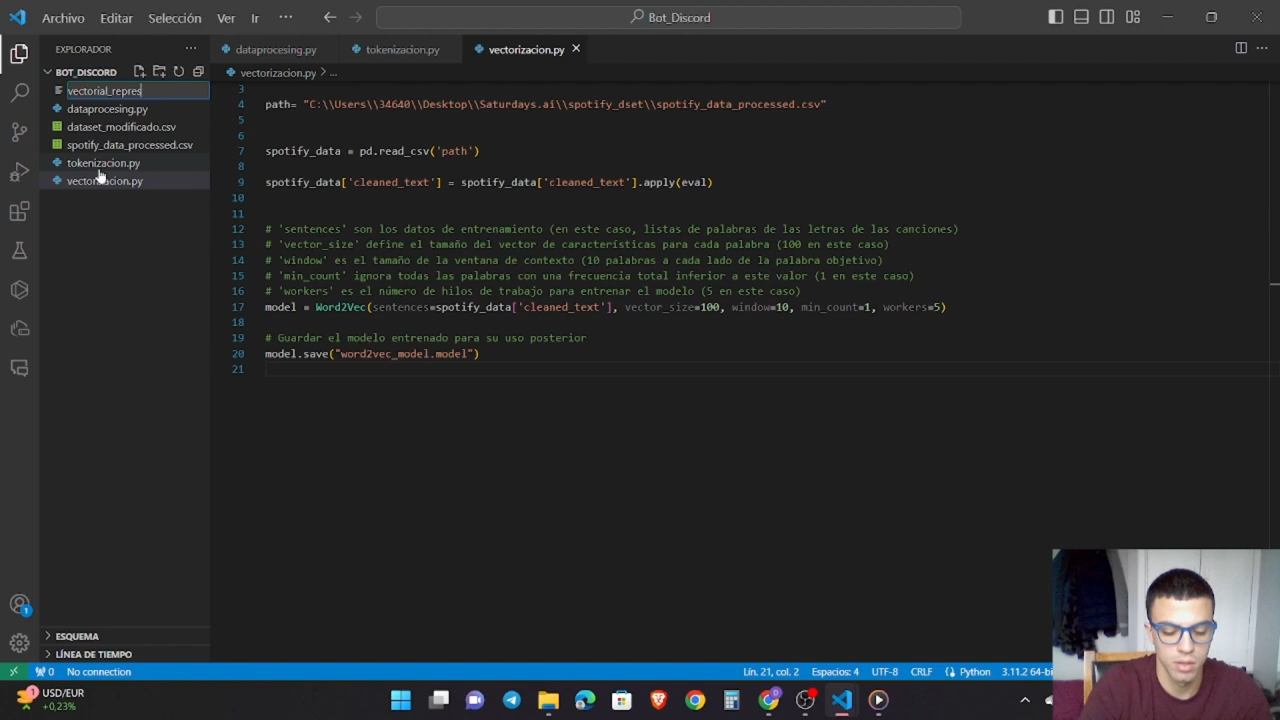 Archivo Editar Selección Ver Ir ··· Bot_Discord
EXPLORADOR ···
dataprocesing.py tokenizacion.py vectorizacion.py
BOT_DISCORD
vectorizacion.py > ...
vectorial_repres
dataprocesing.py
dataset_modificado.csv
spotify_data_processed.csv
tokenizacion.py
vectorizacion.py
3
4 path= "C:\\Users\\34640\\Desktop\\Saturdays.ai\\spotify_dset\\spotify_data_processed.csv"
5
6
7 spotify_data = pd.read_csv('path')
8
9 spotify_data['cleaned_text'] = spotify_data['cleaned_text'].apply(eval)
10
11
12 # 'sentences' son los datos de entrenamiento (en este caso, listas de palabras de las letras de las canciones)
13 # 'vector_size' define el tamaño del vector de características para cada palabra (100 en este caso)
14 # 'window' es el tamaño de la ventana de contexto (10 palabras a cada lado de la palabra objetivo)
15 # 'min_count' ignora todas las palabras con una frecuencia total inferior a este valor (1 en este caso)
16 # 'workers' es el número de hilos de trabajo para entrenar el modelo (5 en este caso)
17 model = Word2Vec(sentences=spotify_data['cleaned_text'], vector_size=100, window=10, min_count=1, workers=5)
18
19 # Guardar el modelo entrenado para su uso posterior
20 model.save("word2vec_model.model")
21
ESQUEMA
LÍNEA DE TIEMPO
0 No connection Lín. 21, col. 2 Espacios: 4 UTF-8 CRLF Python 3.11.2 64-bi
1
USD/EUR
+0,23%